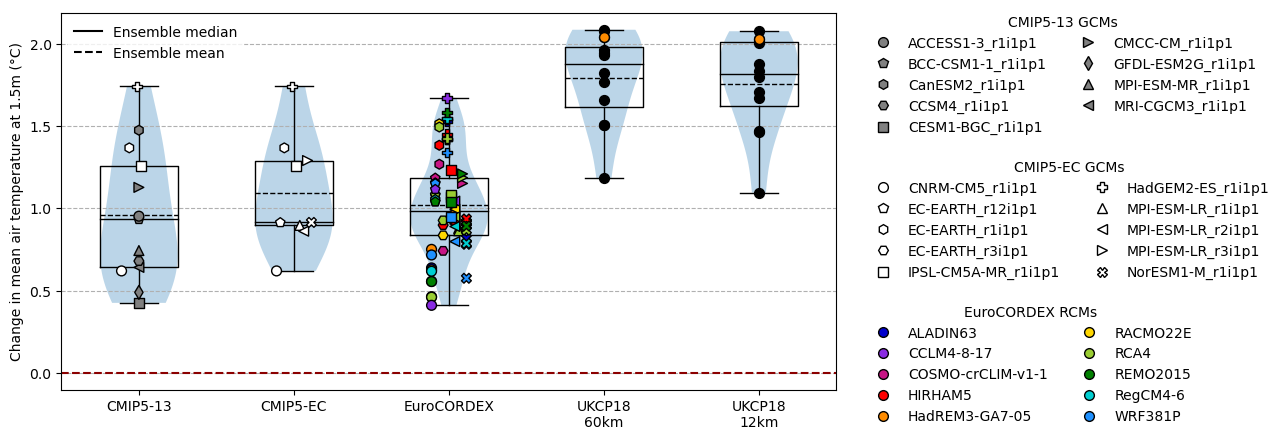 Change in mean air temperature at 1.5m (°C)
2.0
1.5
1.0
0.5
0.0
Ensemble median
Ensemble mean
CMIP5-13
CMIP5-EC
EuroCORDEX
UKCP18
60km
UKCP18
12km
CMIP5-13 GCMs
ACCESS1-3_r1i1p1
BCC-CSM1-1_r1i1p1
CanESM2_r1i1p1
CCSM4_r1i1p1
CESM1-BGC_r1i1p1
CMCC-CM_r1i1p1
GFDL-ESM2G_r1i1p1
MPI-ESM-MR_r1i1p1
MRI-CGCM3_r1i1p1
CMIP5-EC GCMs
CNRM-CM5_r1i1p1
EC-EARTH_r12i1p1
EC-EARTH_r1i1p1
EC-EARTH_r3i1p1
IPSL-CM5A-MR_r1i1p1
HadGEM2-ES_r1i1p1
MPI-ESM-LR_r1i1p1
MPI-ESM-LR_r2i1p1
MPI-ESM-LR_r3i1p1
NorESM1-M_r1i1p1
EuroCORDEX RCMs
ALADIN63
CCLM4-8-17
COSMO-crCLIM-v1-1
HIRHAM5
HadREM3-GA7-05
RACMO22E
RCA4
REMO2015
RegCM4-6
WRF381P